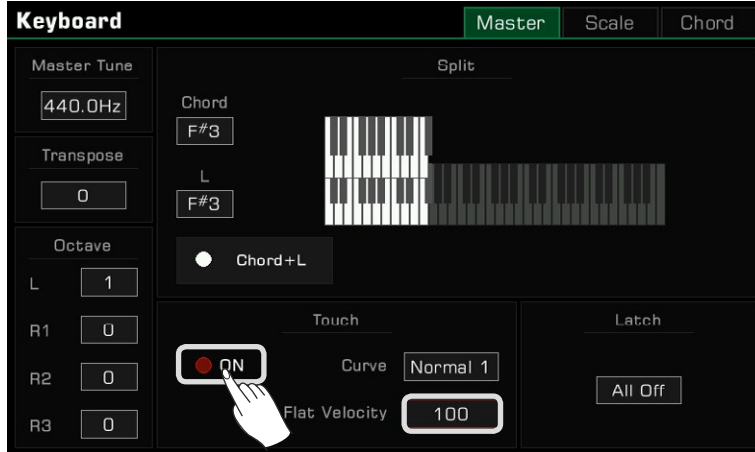 Keyboard
Master Scale Chord
Master Tune
440.0Hz
Transpose
0
Octave
L 1
R1 0
R2 0
R3 0
Split
Chord
F#3
L
F#3
Chord+L
Touch
ON
Curve Normal 1
Flat Velocity 100
Latch
All Off